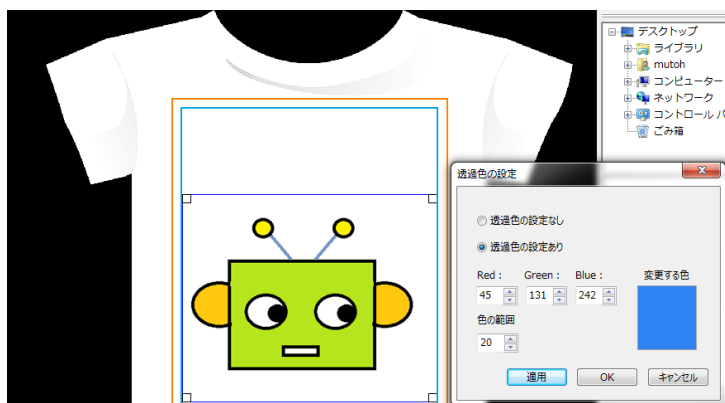 デスクトップ
ライブラリ
mutoh
コンピューター
ネットワーク
コントロール パ
ごみ箱
透過色の設定
透過色の設定なし
透過色の設定あり
Red : Green : Blue : 変更する色
45 131 242
色の範囲
20
適用 OK キャンセル